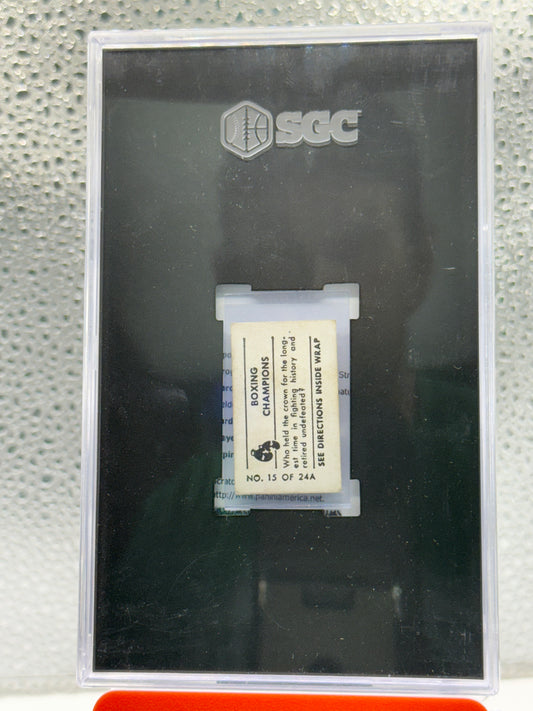 SGC
BOXING
CHAMPIONS
Who held the crown for the long-
est time in fighting history and
retired undefeated?
SEE DIRECTIONS INSIDE WRAP
NO. 15 OF 24A
http://www.paniniamerica.net.